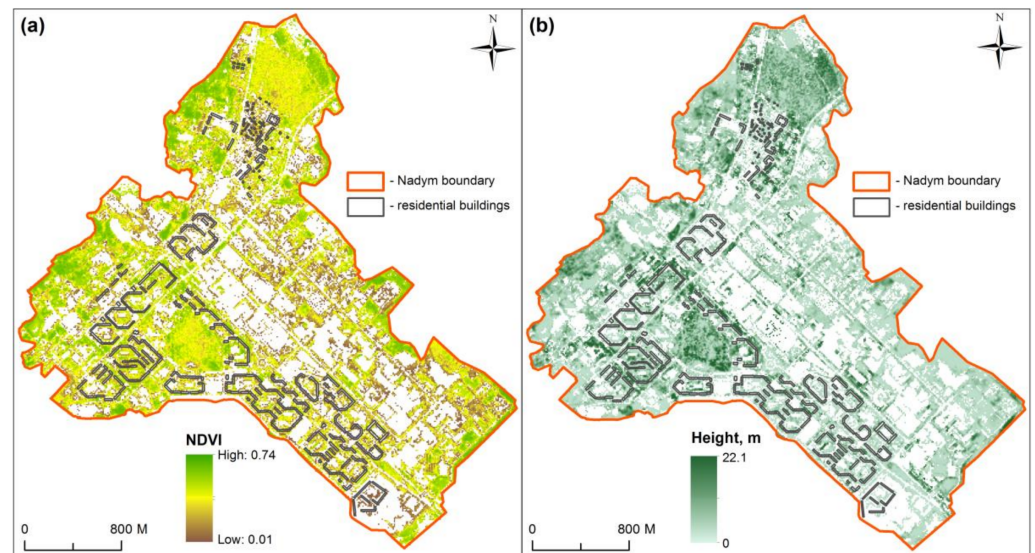 (a)
N
- Nadym boundary
- residential buildings
NDVI
High: 0.74
Low: 0.01
0 800 M
(b)
N
- Nadym boundary
- residential buildings
Height, m
22.1
0
0 800 M